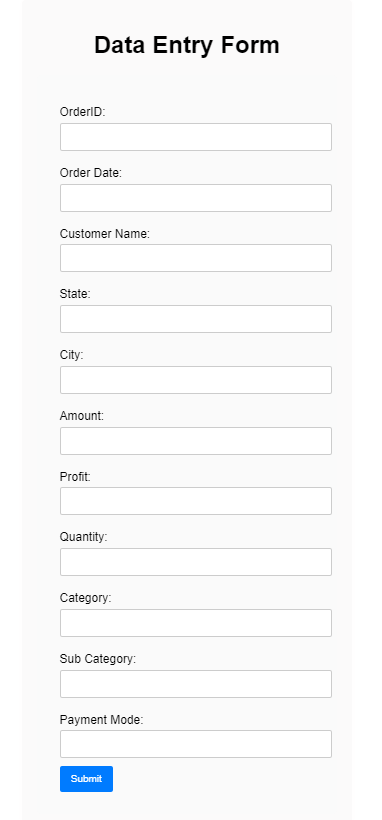 Data Entry Form
OrderID:
Order Date:
Customer Name:
State:
City:
Amount:
Profit:
Quantity:
Category:
Sub Category:
Payment Mode:
Submit